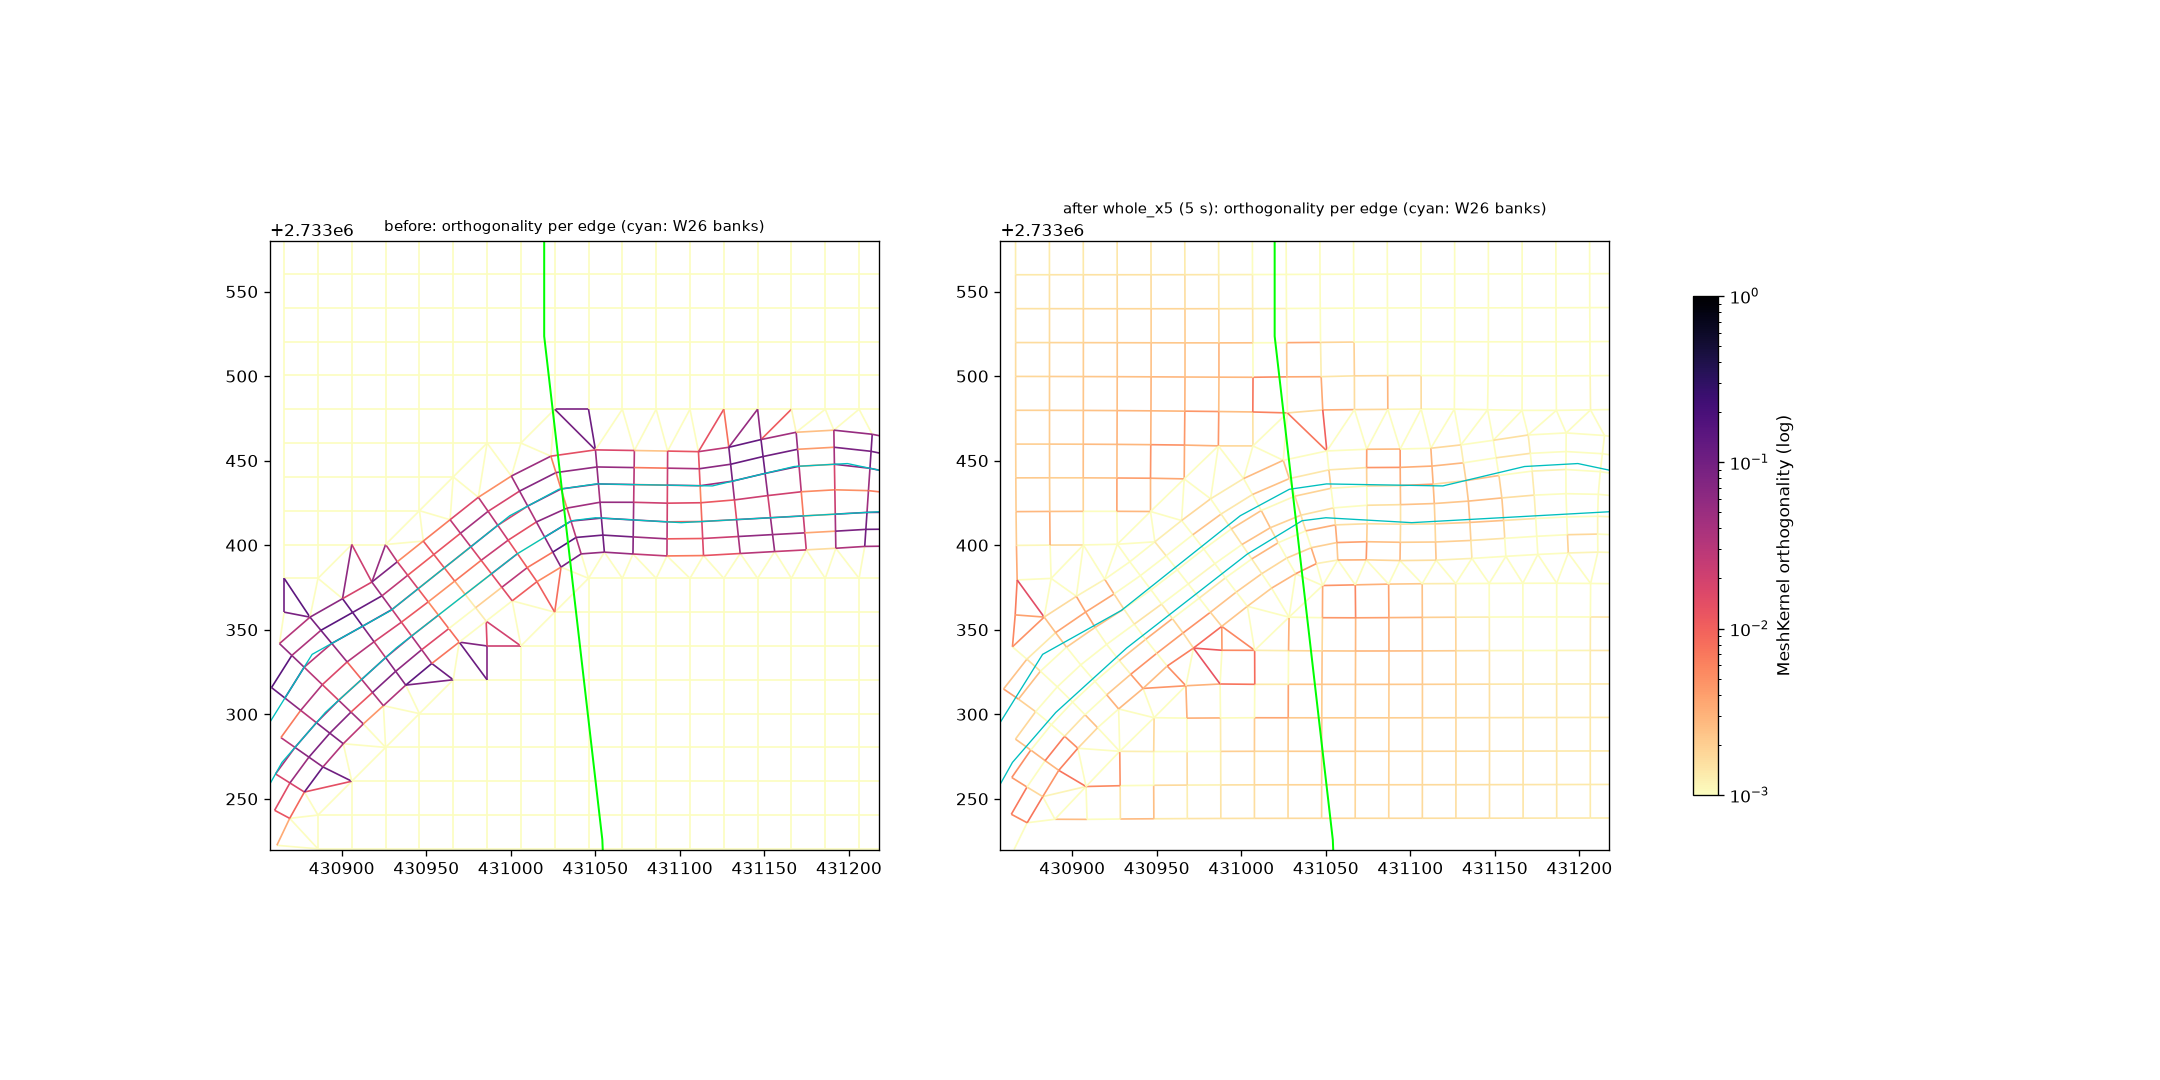 before: orthogonality per edge (cyan: W26 banks)
+2.733e6
550
500
450
400
350
300
250
430900 430950 431000 431050 431100 431150 431200
after whole_x5 (5 s): orthogonality per edge (cyan: W26 banks)
+2.733e6
550
500
450
400
350
300
250
430900 430950 431000 431050 431100 431150 431200
10⁰
10⁻¹
10⁻²
10⁻³
MeshKernel orthogonality (log)